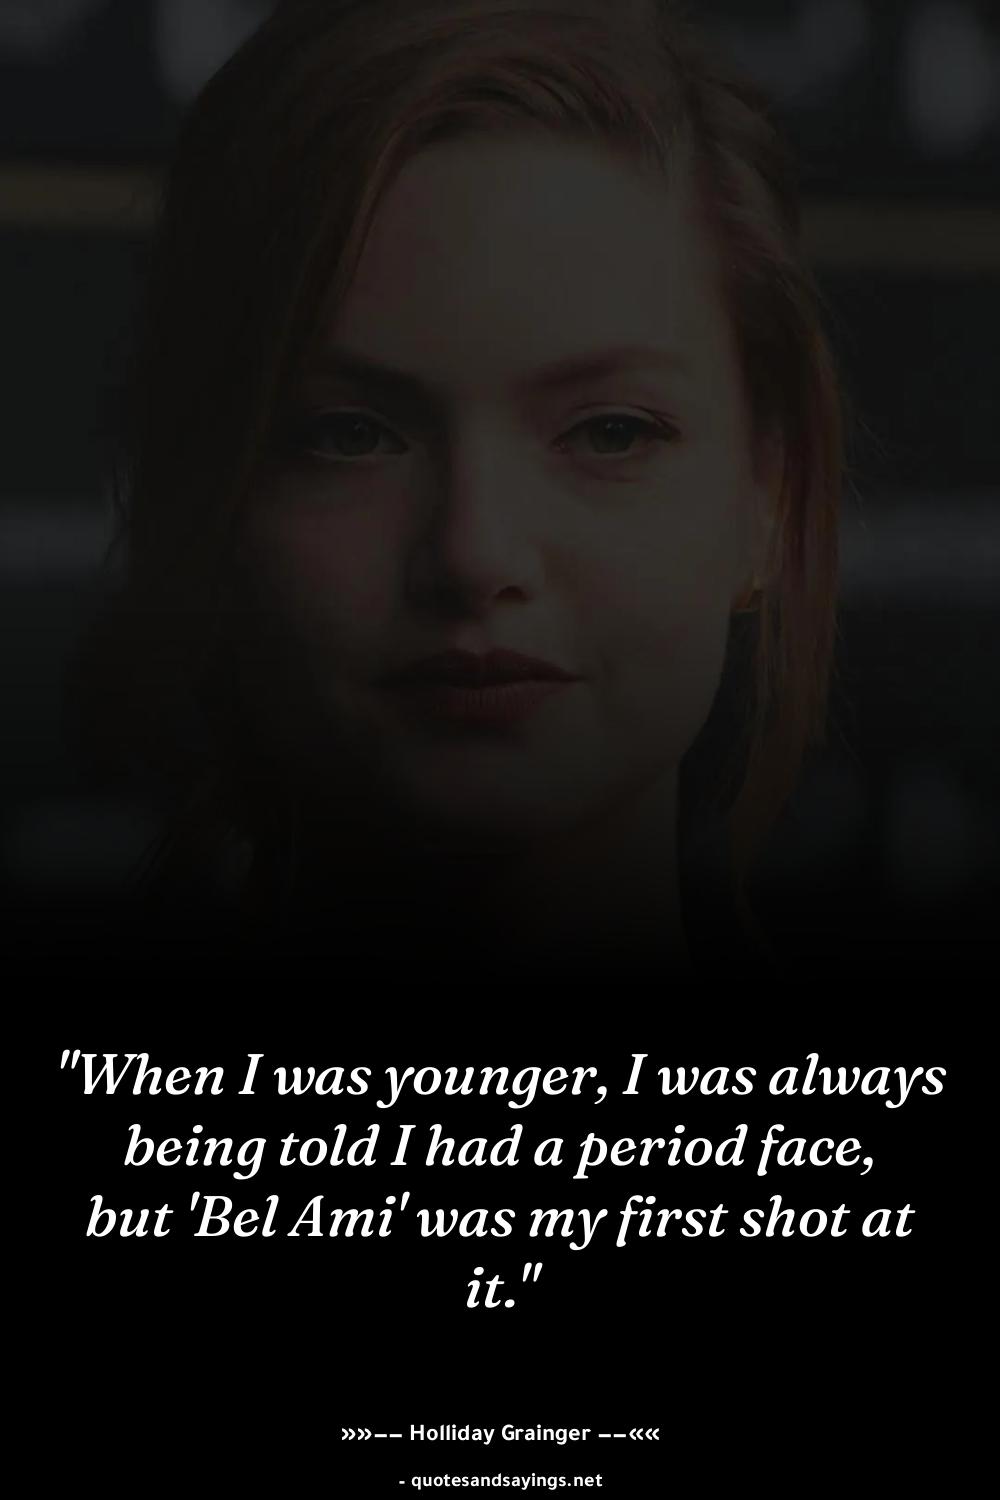 "When I was younger, I was always
being told I had a period face,
but 'Bel Ami' was my first shot at
it."
»»–– Holliday Grainger ––««
- quotesandsayings.net